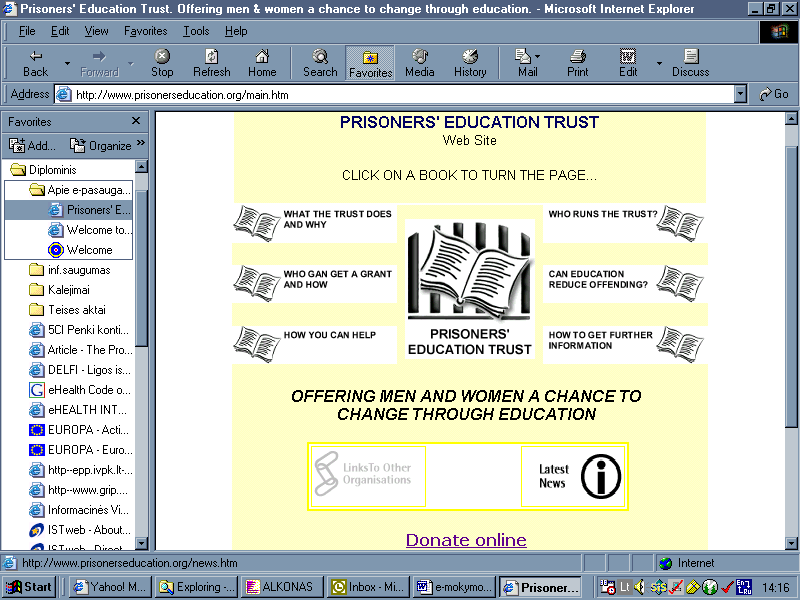 Prisoners' Education Trust. Offering men & women a chance to change through education. - Microsoft Internet Explorer
File Edit View Favorites Tools Help
Back Forward Stop Refresh Home Search Favorites Media History Mail Print Edit Discuss
Address http://www.prisonerseducation.org/main.htm Go
Favorites
Add... Organize
Diplominis
Apie e-pasauga...
Prisoners' E...
Welcome to...
Welcome
inf.saugumas
Kalejimai
Teises aktai
5CI Penki konti...
Article - The Pro...
DELFI - Ligos is...
eHealth Code o...
eHEALTH INT...
EUROPA - Acti...
EUROPA - Euro...
http--epp.ivpk.lt-...
http--www.grip....
Informacinės Vi...
ISTweb - About...
ISTweb - Direct...
PRISONERS' EDUCATION TRUST
Web Site
CLICK ON A BOOK TO TURN THE PAGE...
WHAT THE TRUST DOES
AND WHY
WHO GAN GET A GRANT
AND HOW
HOW YOU CAN HELP
PRISONERS'
EDUCATION TRUST
WHO RUNS THE TRUST?
CAN EDUCATION
REDUCE OFFENDING?
HOW TO GET FURTHER
INFORMATION
OFFERING MEN AND WOMEN A CHANCE TO
CHANGE THROUGH EDUCATION
LinksTo Other
Organisations
Latest
News
Donate online
http://www.prisonerseducation.org/news.htm Internet
Start Yahoo! M... Exploring -... ALKONAS Inbox - Mi... e-mokymo... Prisoner... Lt En Ru 14:16